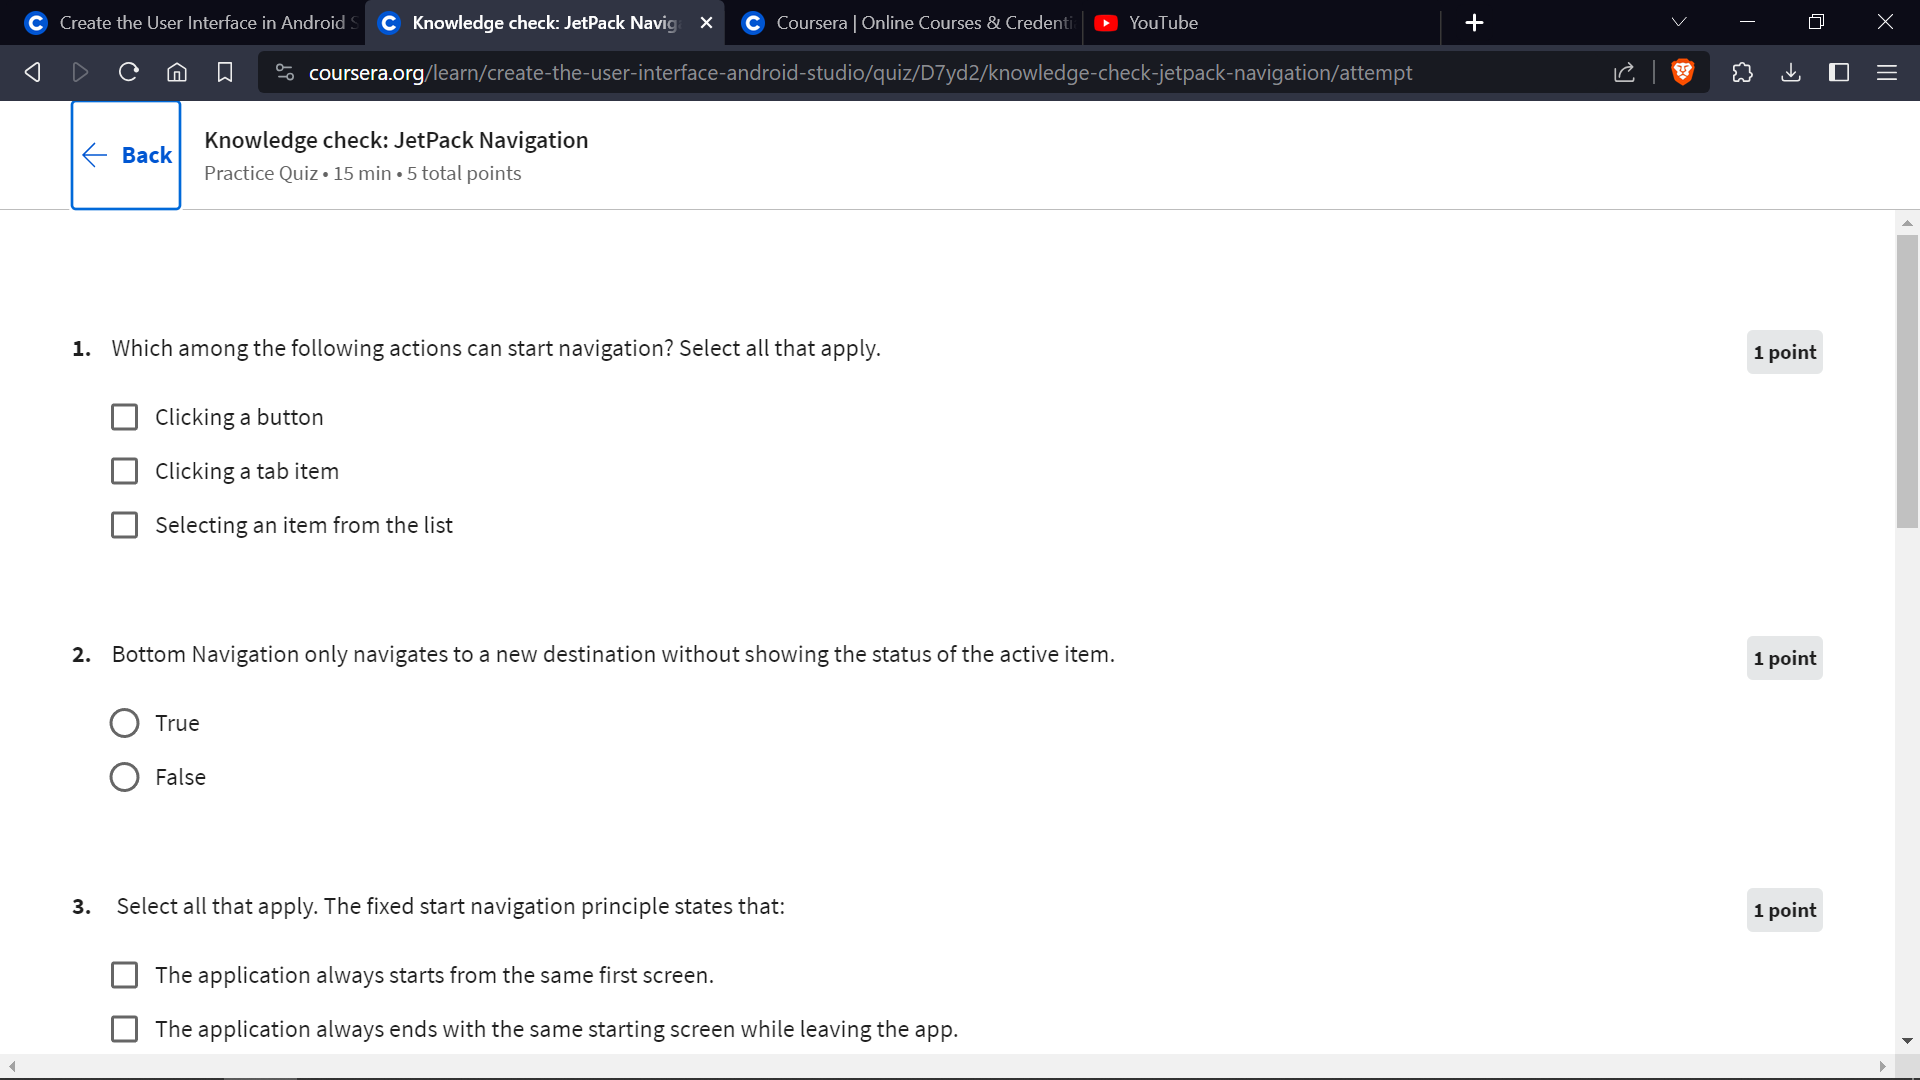 Create the User Interface in Android S
Knowledge check: JetPack Navig
Coursera | Online Courses & Credenti
YouTube
coursera.org/learn/create-the-user-interface-android-studio/quiz/D7yd2/knowledge-check-jetpack-navigation/attempt
Back
Knowledge check: JetPack Navigation
Practice Quiz • 15 min • 5 total points
1. Which among the following actions can start navigation? Select all that apply.
1 point
Clicking a button
Clicking a tab item
Selecting an item from the list
2. Bottom Navigation only navigates to a new destination without showing the status of the active item.
1 point
True
False
3. Select all that apply. The fixed start navigation principle states that:
1 point
The application always starts from the same first screen.
The application always ends with the same starting screen while leaving the app.